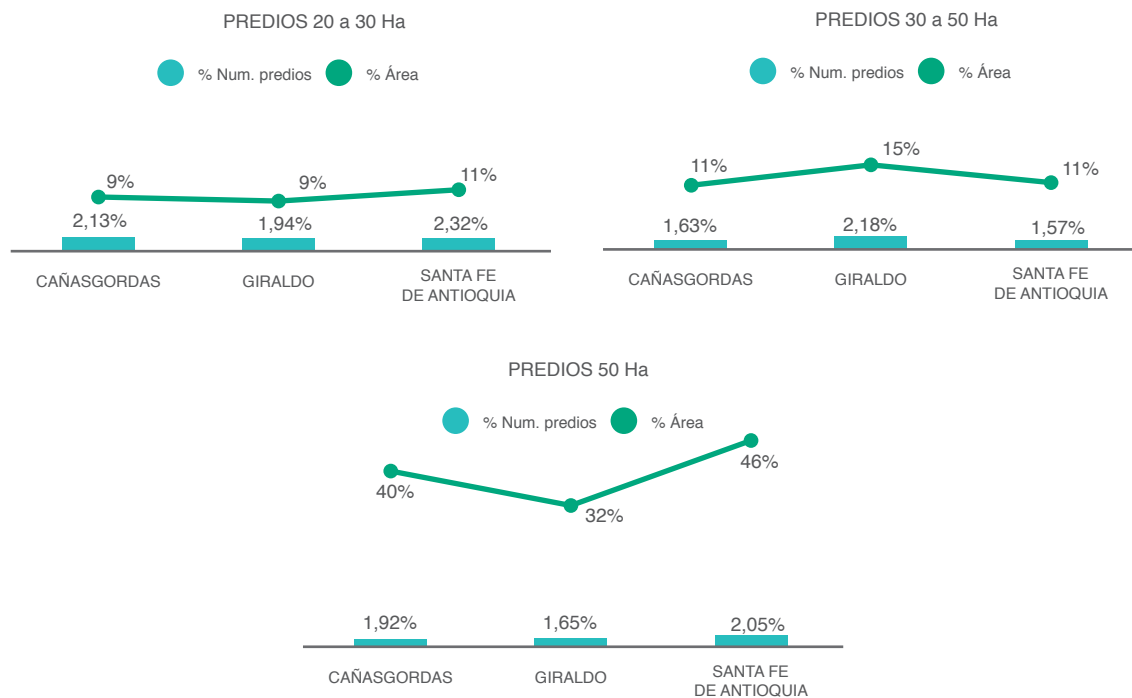 PREDIOS 20 a 30 Ha
% Num. predios % Área
9% 9% 11%
2,13% 1,94% 2,32%
CAÑASGORDAS GIRALDO SANTA FE
DE ANTIOQUIA
PREDIOS 30 a 50 Ha
% Num. predios % Área
11% 15% 11%
1,63% 2,18% 1,57%
CAÑASGORDAS GIRALDO SANTA FE
DE ANTIOQUIA
PREDIOS 50 Ha
% Num. predios % Área
40% 32% 46%
1,92% 1,65% 2,05%
CAÑASGORDAS GIRALDO SANTA FE
DE ANTIOQUIA